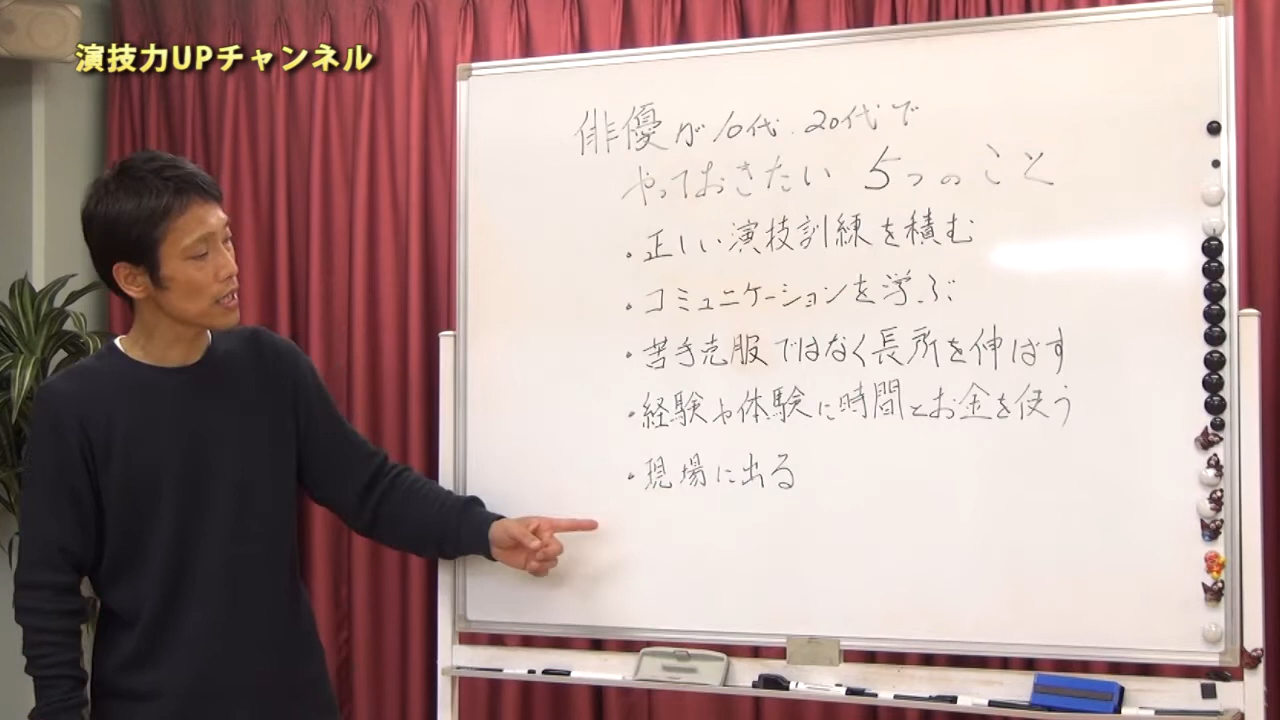 演技力UPチャンネル
俳優が10代.20代で
やっておきたい 5つのこと
・正しい演技訓練を積む
・コミュニケーションを学ぶ
・苦手克服ではなく長所を伸ばす
・経験や体験に時間とお金を使う
・現場に出る